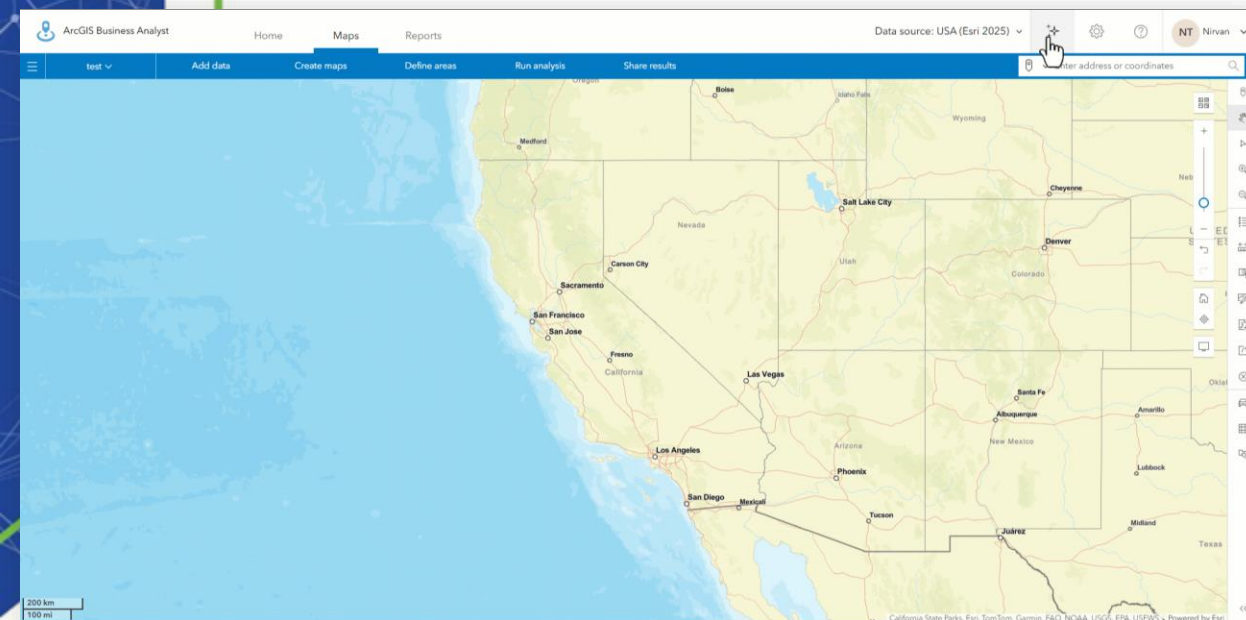 ArcGIS Business Analyst
Home
Maps
Reports
Data source: USA (Esri 2025)
NT
Nirvan
test
Add data
Create maps
Define areas
Run analysis
Share results
address or coordinates
Oregon
Boise
Idaho Falls
Wyoming
Medford
Neb
Cheyenne
Salt Lake City
Nevada
Denver
Utah
Carson City
Colorado
Sacramento
San Francisco
San Jose
Fresno
California
Las Vegas
Oklah
Santa Fe
Amarillo
Albuquerque
New Mexico
Arizona
Los Angeles
Lubbock
Phoenix
San Diego
Mexicali
Tucson
Midland
Juárez
Texas
200 km
100 mi
California State Parks, Esri, TomTom, Garmin, FAO, NOAA, USGS, EPA, USFWS
Powered by Esri